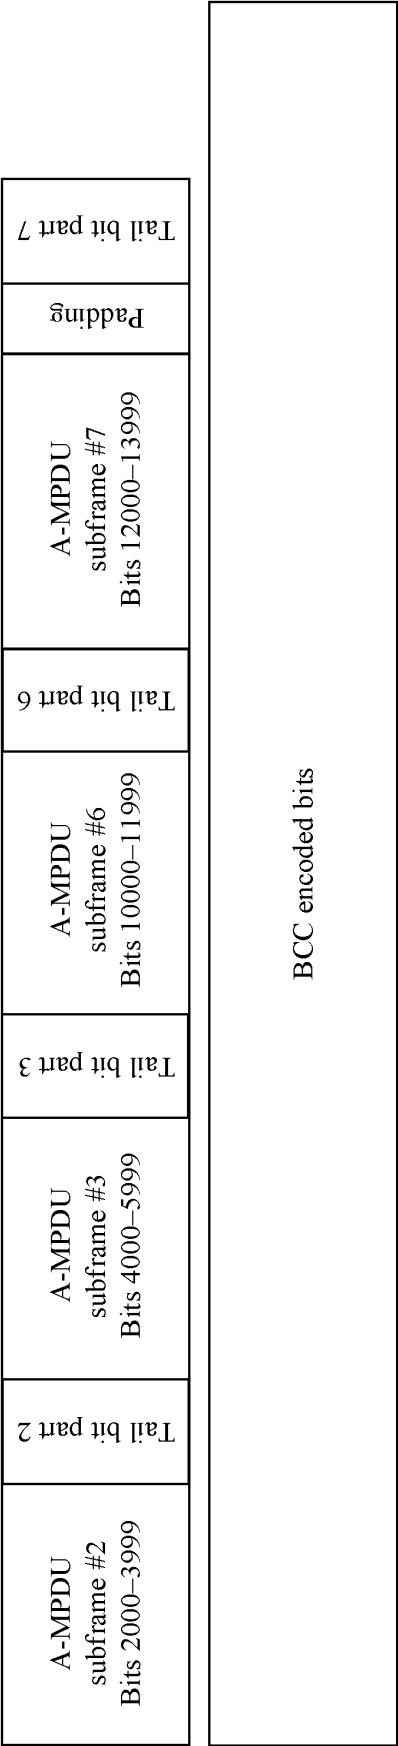 A-MPDU
subframe #2
Bits 2000–3999
Tail bit part 2
A-MPDU
subframe #3
Bits 4000–5999
Tail bit part 3
A-MPDU
subframe #6
Bits 10000–11999
Tail bit part 6
A-MPDU
subframe #7
Bits 12000–13999
Padding
Tail bit part 7
BCC encoded bits